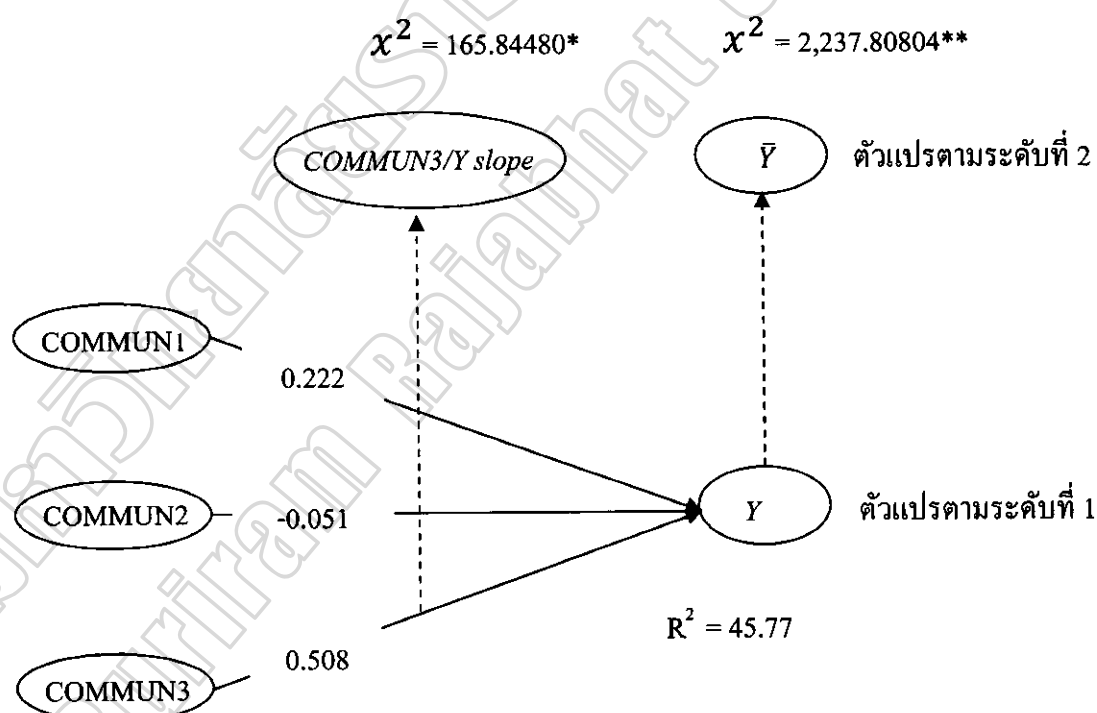 χ² = 165.84480* χ² = 2,237.80804**
COMMUN3/Y slope
Ȳ ตัวแปรตามระดับที่ 2
COMMUN1
0.222
COMMUN2 -0.051
Y ตัวแปรตามระดับที่ 1
R² = 45.77
0.508
COMMUN3
Buriram Rajabhat